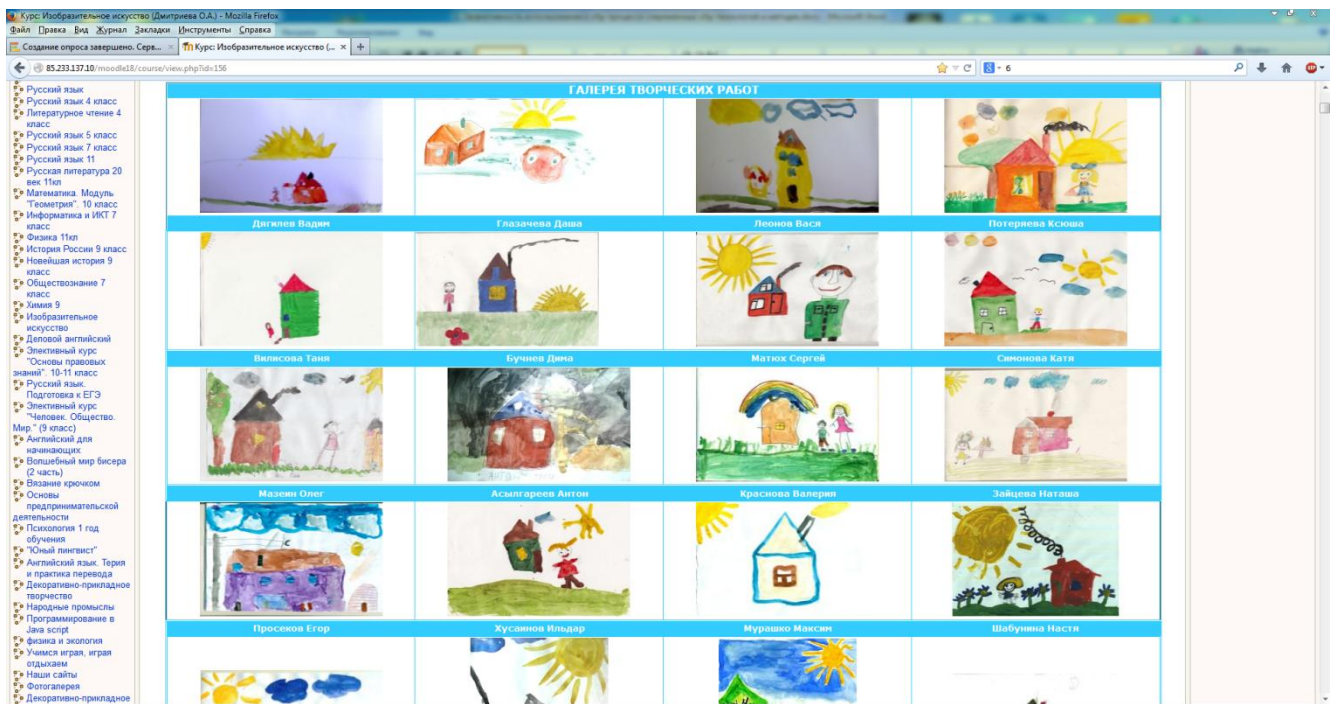 Курс: Изобразительное искусство (Дмитриева О.А.) - Mozilla Firefox
Файл Правка Вид Журнал Закладки Инструменты Справка
Создание опроса завершено. Серв...
Курс: Изобразительное искусство (...
85.233.137.10/moodle18/course/view.php?id=156
6
Русский язык
Русский язык 4 класс
Литературное чтение 4
класс
Русский язык 5 класс
Русский язык 7 класс
Русский язык 11
Русская литература 20
век 11кл
Математика. Модуль
"Геометрия". 10 класс
Информатика и ИКТ 7
класс
Физика 11кл
История России 9 класс
Новейшая история 9
класс
Обществознание 7
класс
Химия 9
Изобразительное
искусство
Деловой английский
Элективный курс
"Основы правовых
знаний". 10-11 класс
Русский язык.
Подготовка к ЕГЭ
Элективный курс
"Человек. Общество.
Мир." (9 класс)
Английский для
начинающих
Волшебный мир бисера
(2 часть)
Вязание крючком
Основы
предпринимательской
деятельности
Психология 1 год
обучения
"Юный лингвист"
Английский язык. Терия
и практика перевода
Декоративно-прикладное
творчество
Народные промыслы
Программирование в
Java script
физика и экология
Учимся играя, играя
отдыхаем
Наши сайты
Фотогалерея
Декоративно-прикладное
ГАЛЕРЕЯ ТВОРЧЕСКИХ РАБОТ
Дягилев Вадим
Глазачева Даша
Леонов Вася
Потеряева Ксюша
Вилисова Таня
Бучнев Дима
Матюх Сергей
Симонова Катя
Мазеин Олег
Асылгареев Антон
Краснова Валерия
Зайцева Наташа
Просеков Егор
Хусаинов Ильдар
Мурашко Максим
Шабунина Настя